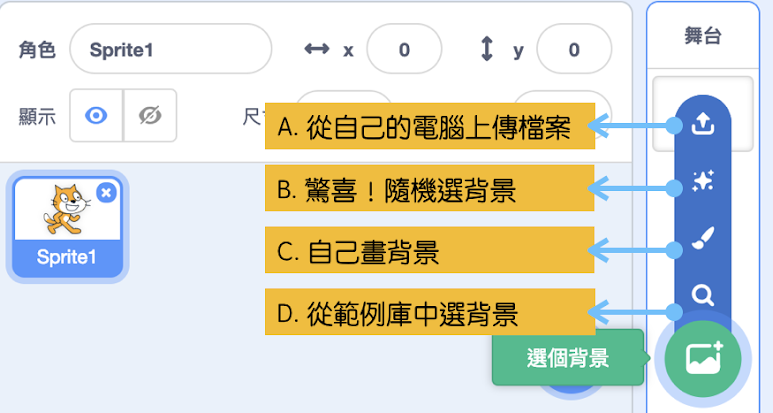 角色 Sprite1 x 0 y 0 舞台
顯示
A. 從自己的電腦上傳檔案
B. 驚喜！隨機選背景
Sprite1
C. 自己畫背景
D. 從範例庫中選背景
選個背景